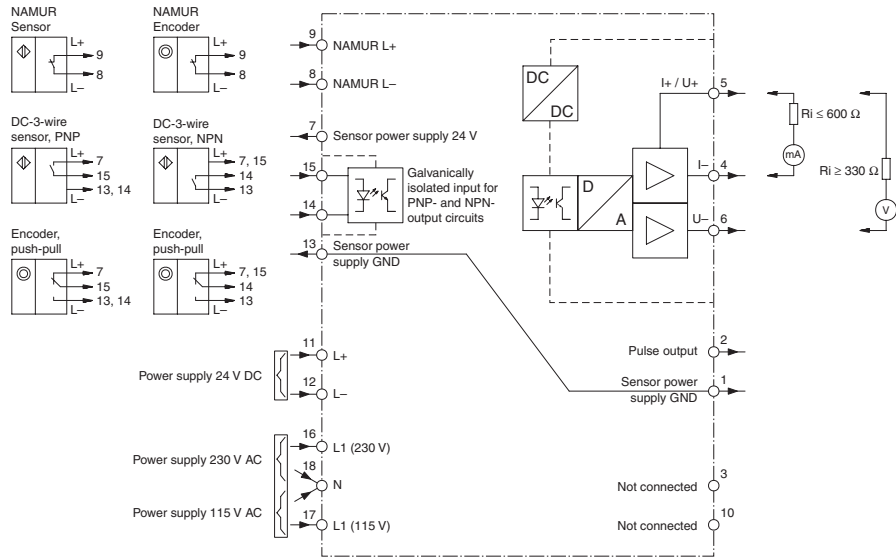 NAMUR
Sensor
L+
9
8
L–
NAMUR
Encoder
L+
9
8
L–
DC-3-wire
sensor, PNP
L+
7
15
13, 14
L–
DC-3-wire
sensor, NPN
L+
7, 15
14
13
L–
Encoder,
push-pull
L+
7
15
13, 14
L–
Encoder,
push-pull
L+
7, 15
14
13
L–
Power supply 24 V DC
Power supply 230 V AC
Power supply 115 V AC
9
NAMUR L+
8
NAMUR L–
7
Sensor power supply 24 V
15
14
Galvanically
isolated input for
PNP- and NPN-
output circuits
13
Sensor power
supply GND
11
L+
12
L–
16
L1 (230 V)
18
N
17
L1 (115 V)
DC
DC
D
A
I+ / U+
5
I–
4
U–
6
Ri ≤ 600 Ω
mA
Ri ≥ 330 Ω
V
2
Pulse output
1
Sensor power
supply GND
3
Not connected
10
Not connected